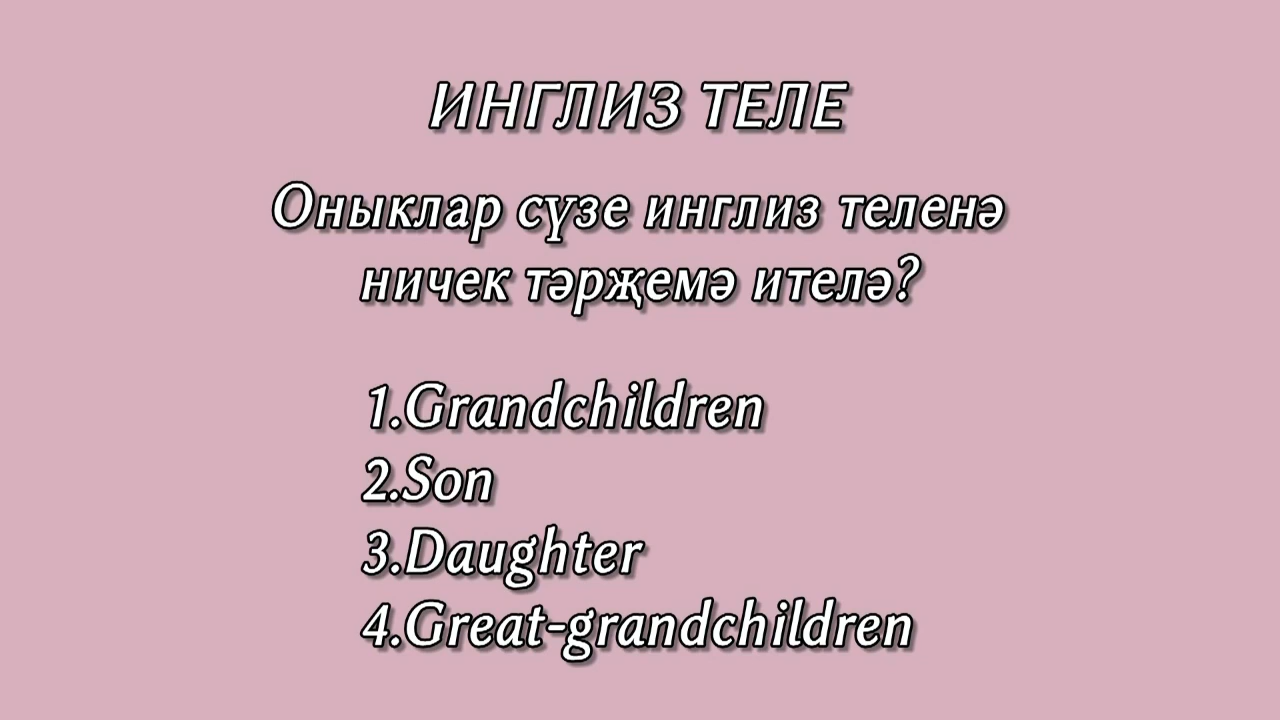 ИНГЛИЗ ТЕЛЕ
Оныклар сүзе инглиз теленә
ничек тәрҗемә ителә?
1.Grandchildren
2.Son
3.Daughter
4.Great-grandchildren